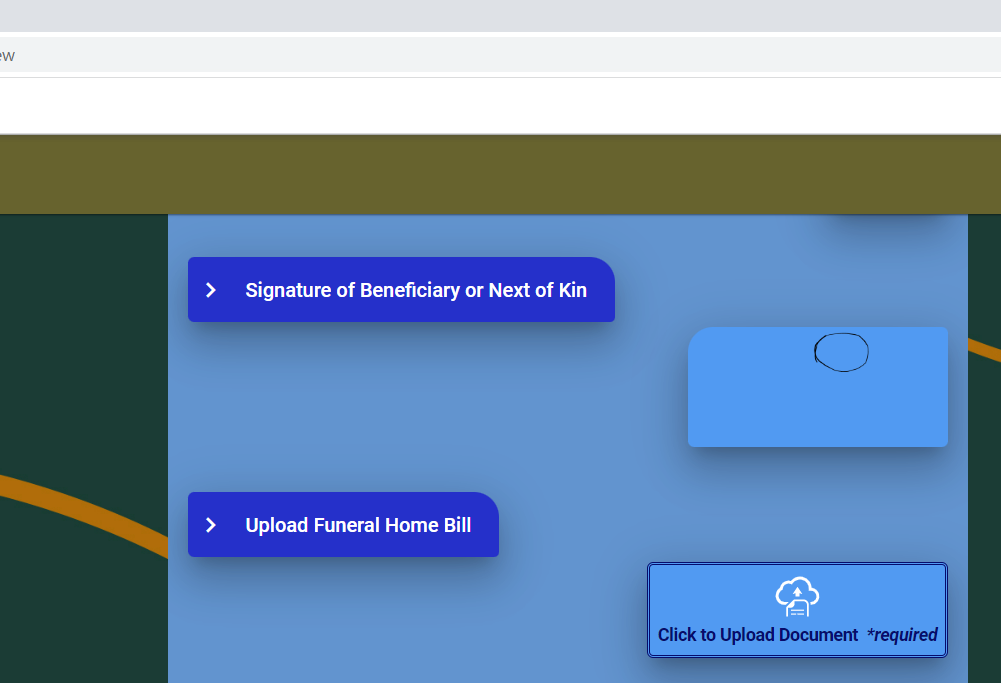 ew
Signature of Beneficiary or Next of Kin
Upload Funeral Home Bill
Click to Upload Document *required